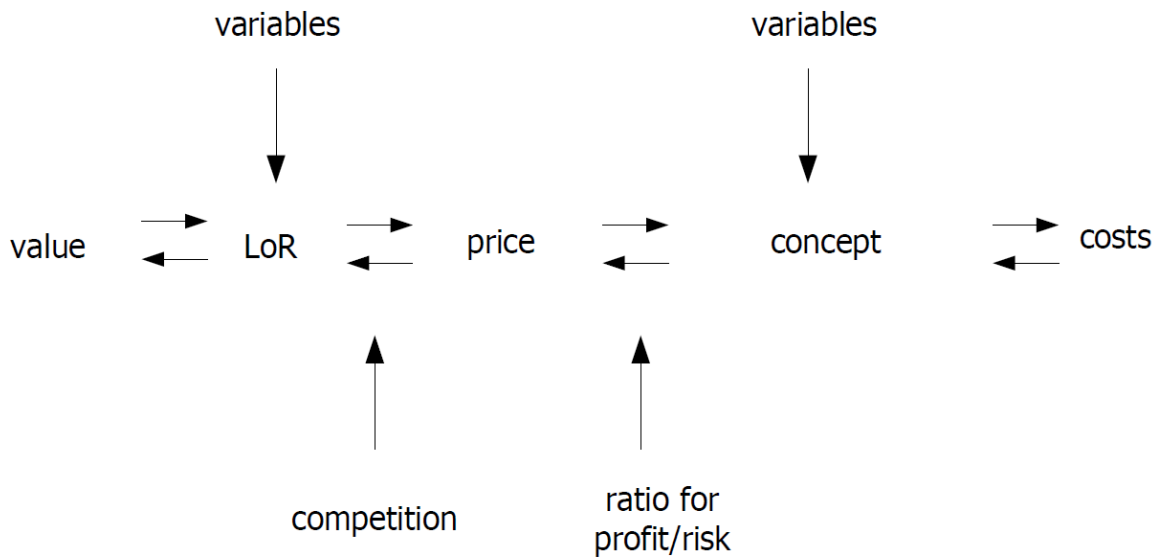 variables
variables
value
LoR
price
concept
costs
competition
ratio for
profit/risk